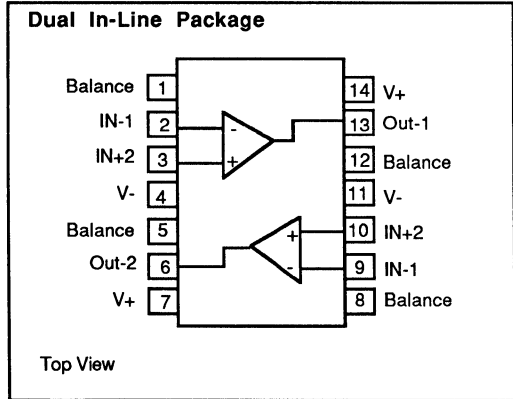 Dual In-Line Package
Balance 1
14 V+
IN-1 2
-
13 Out-1
IN+2 3
+
12 Balance
V- 4
11 V-
Balance 5
+
10 IN+2
Out-2 6
-
9 IN-1
V+ 7
8 Balance
Top View